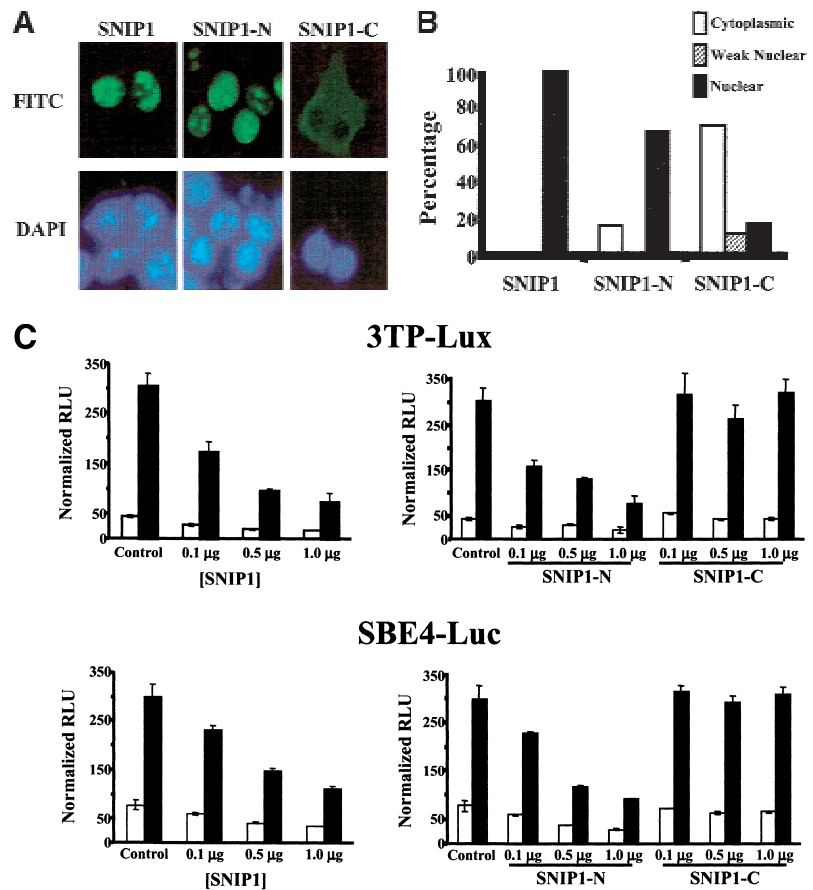 A
SNIP1 SNIP1-N SNIP1-C
FITC
DAPI
B
Cytoplasmic
Weak Nuclear
Nuclear
Percentage
100
80
60
40
20
0
SNIP1 SNIP1-N SNIP1-C
C
3TP-Lux
Normalized RLU
350
250
150
50
0
Control 0.1 µg 0.5 µg 1.0 µg
[SNIP1]
Normalized RLU
350
250
150
50
0
Control 0.1 µg 0.5 µg 1.0 µg 0.1 µg 0.5 µg 1.0 µg
SNIP1-N SNIP1-C
SBE4-Luc
Normalized RLU
350
250
150
50
0
Control 0.1 µg 0.5 µg 1.0 µg
[SNIP1]
Normalized RLU
350
250
150
50
0
Control 0.1 µg 0.5 µg 1.0 µg 0.1 µg 0.5 µg 1.0 µg
SNIP1-N SNIP1-C